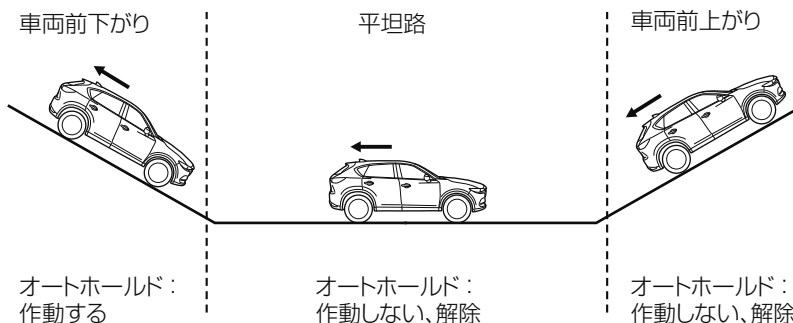 車両前下がり
平坦路
車両前上がり
オートホールド：
作動する
オートホールド：
作動しない、解除
オートホールド：
作動しない、解除